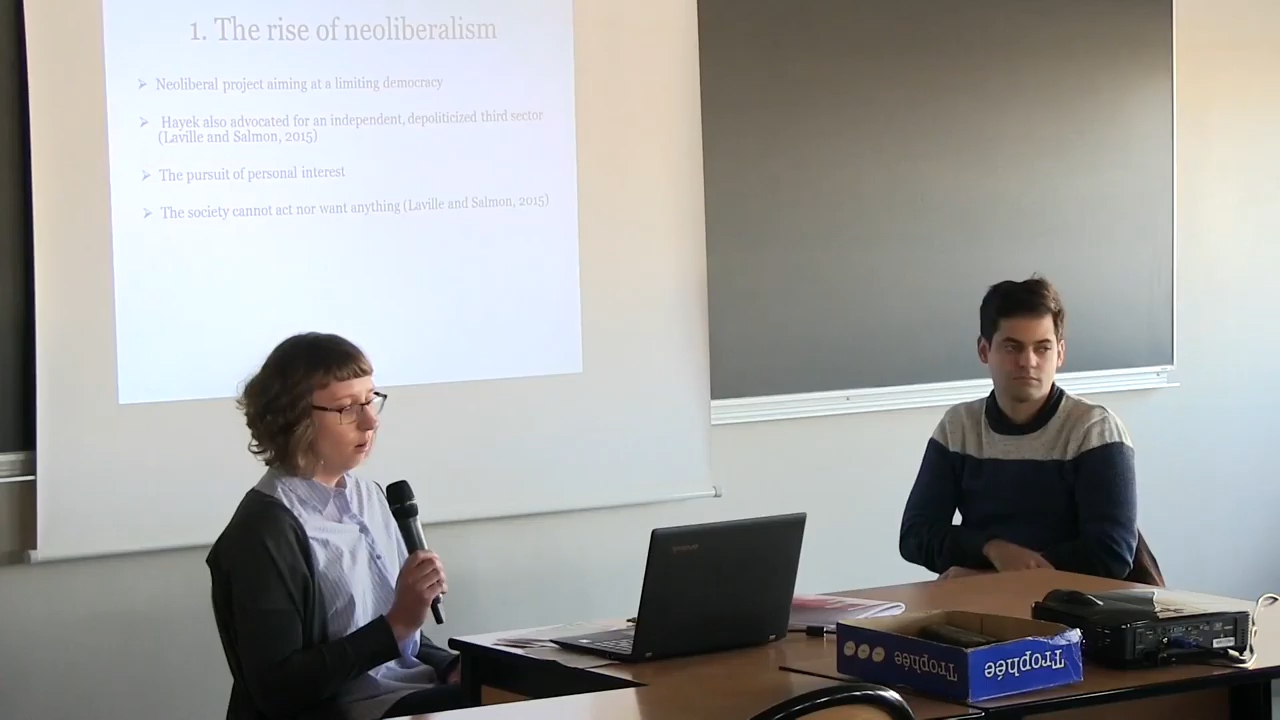 1. The rise of neoliberalism
Neoliberal project aiming at a limiting democracy
Hayek also advocated for an independent, depoliticized third sector
(Laville and Salmon, 2015)
The pursuit of personal interest
The society cannot act nor want anything (Laville and Salmon, 2015)
Trophée
Trophée